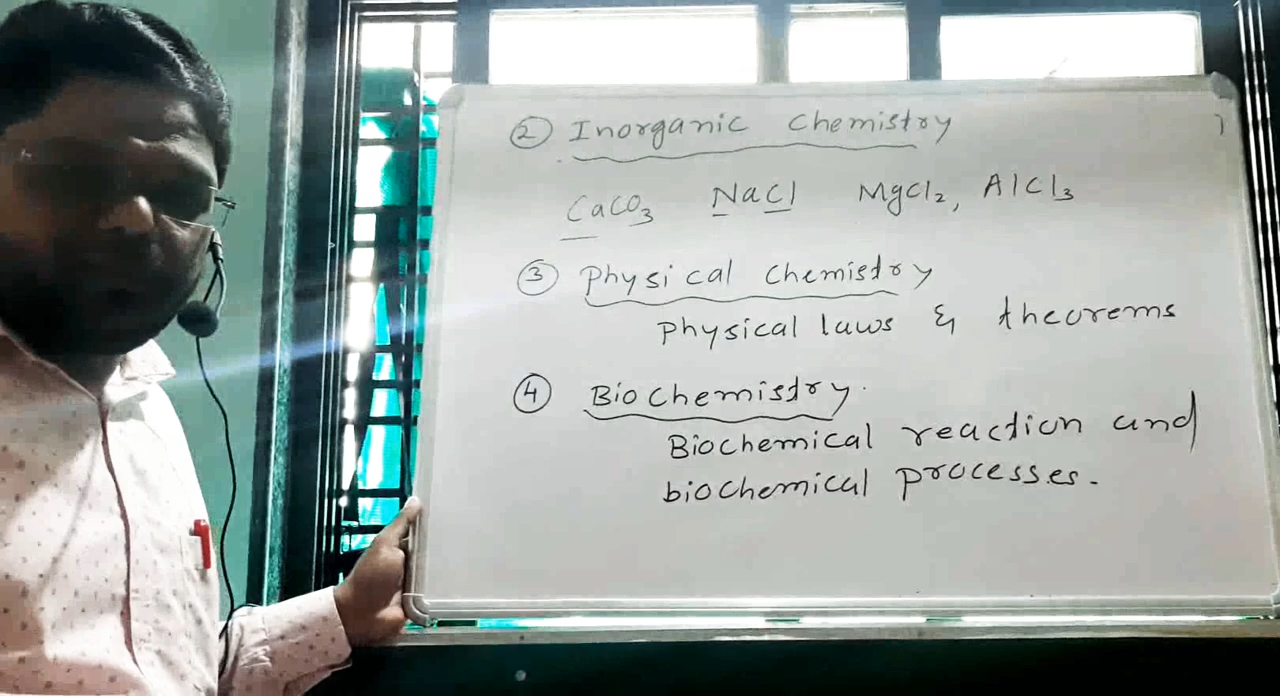 ② Inorganic Chemistry
CaCO₃ NaCl MgCl₂, AlCl₃
③ Physical Chemistry
Physical laws & theorems
④ Biochemistry.
Biochemical reaction and
biochemical processes.